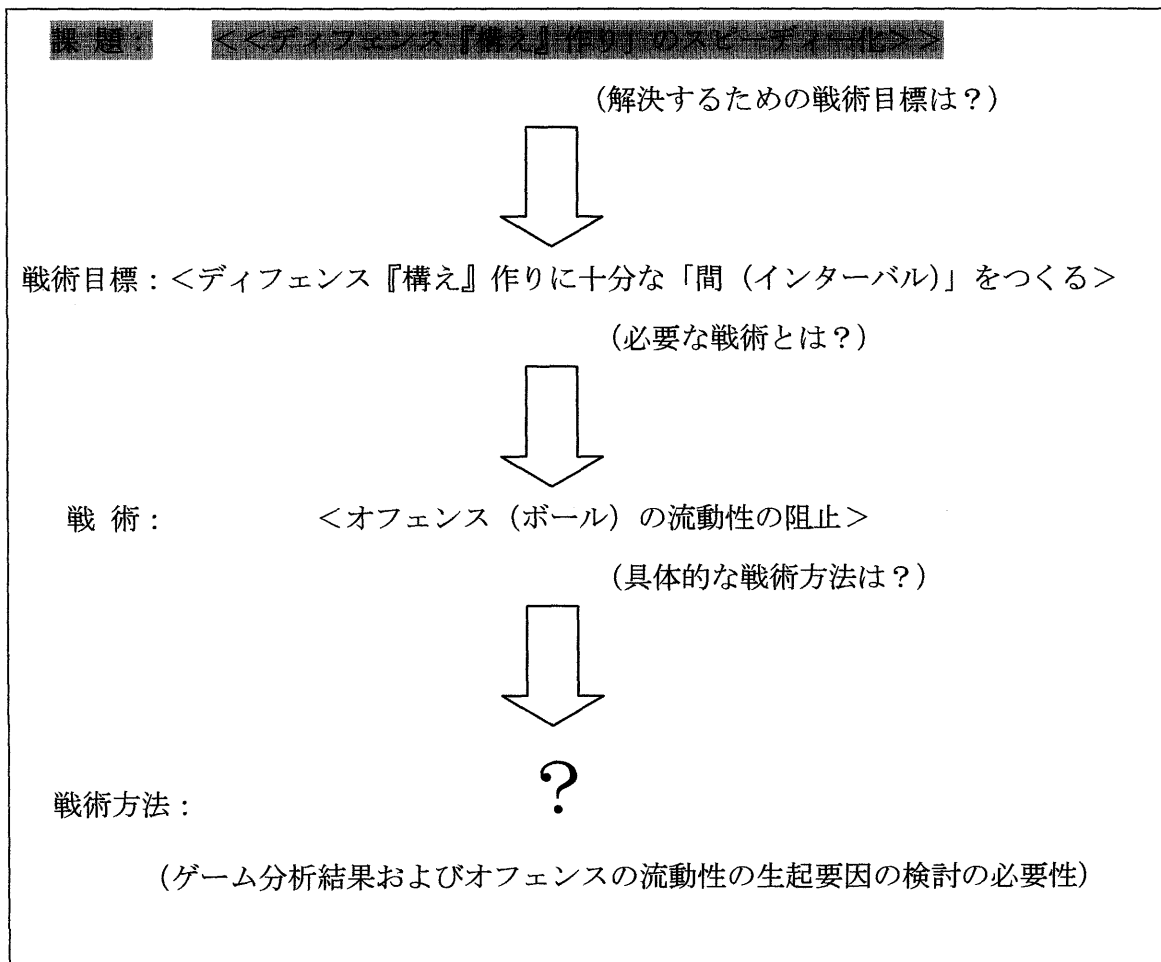 課 題: <<ディフェンス『構え』作り」のスピーディー化>>
(解決するための戦術目標は？)
戦術目標:＜ディフェンス『構え』作りに十分な「間（インターバル）」をつくる＞
(必要な戦術とは？)
戦 術: ＜オフェンス（ボール）の流動性の阻止＞
(具体的な戦術方法は？)
?
戦術方法:
(ゲーム分析結果およびオフェンスの流動性の生起要因の検討の必要性)